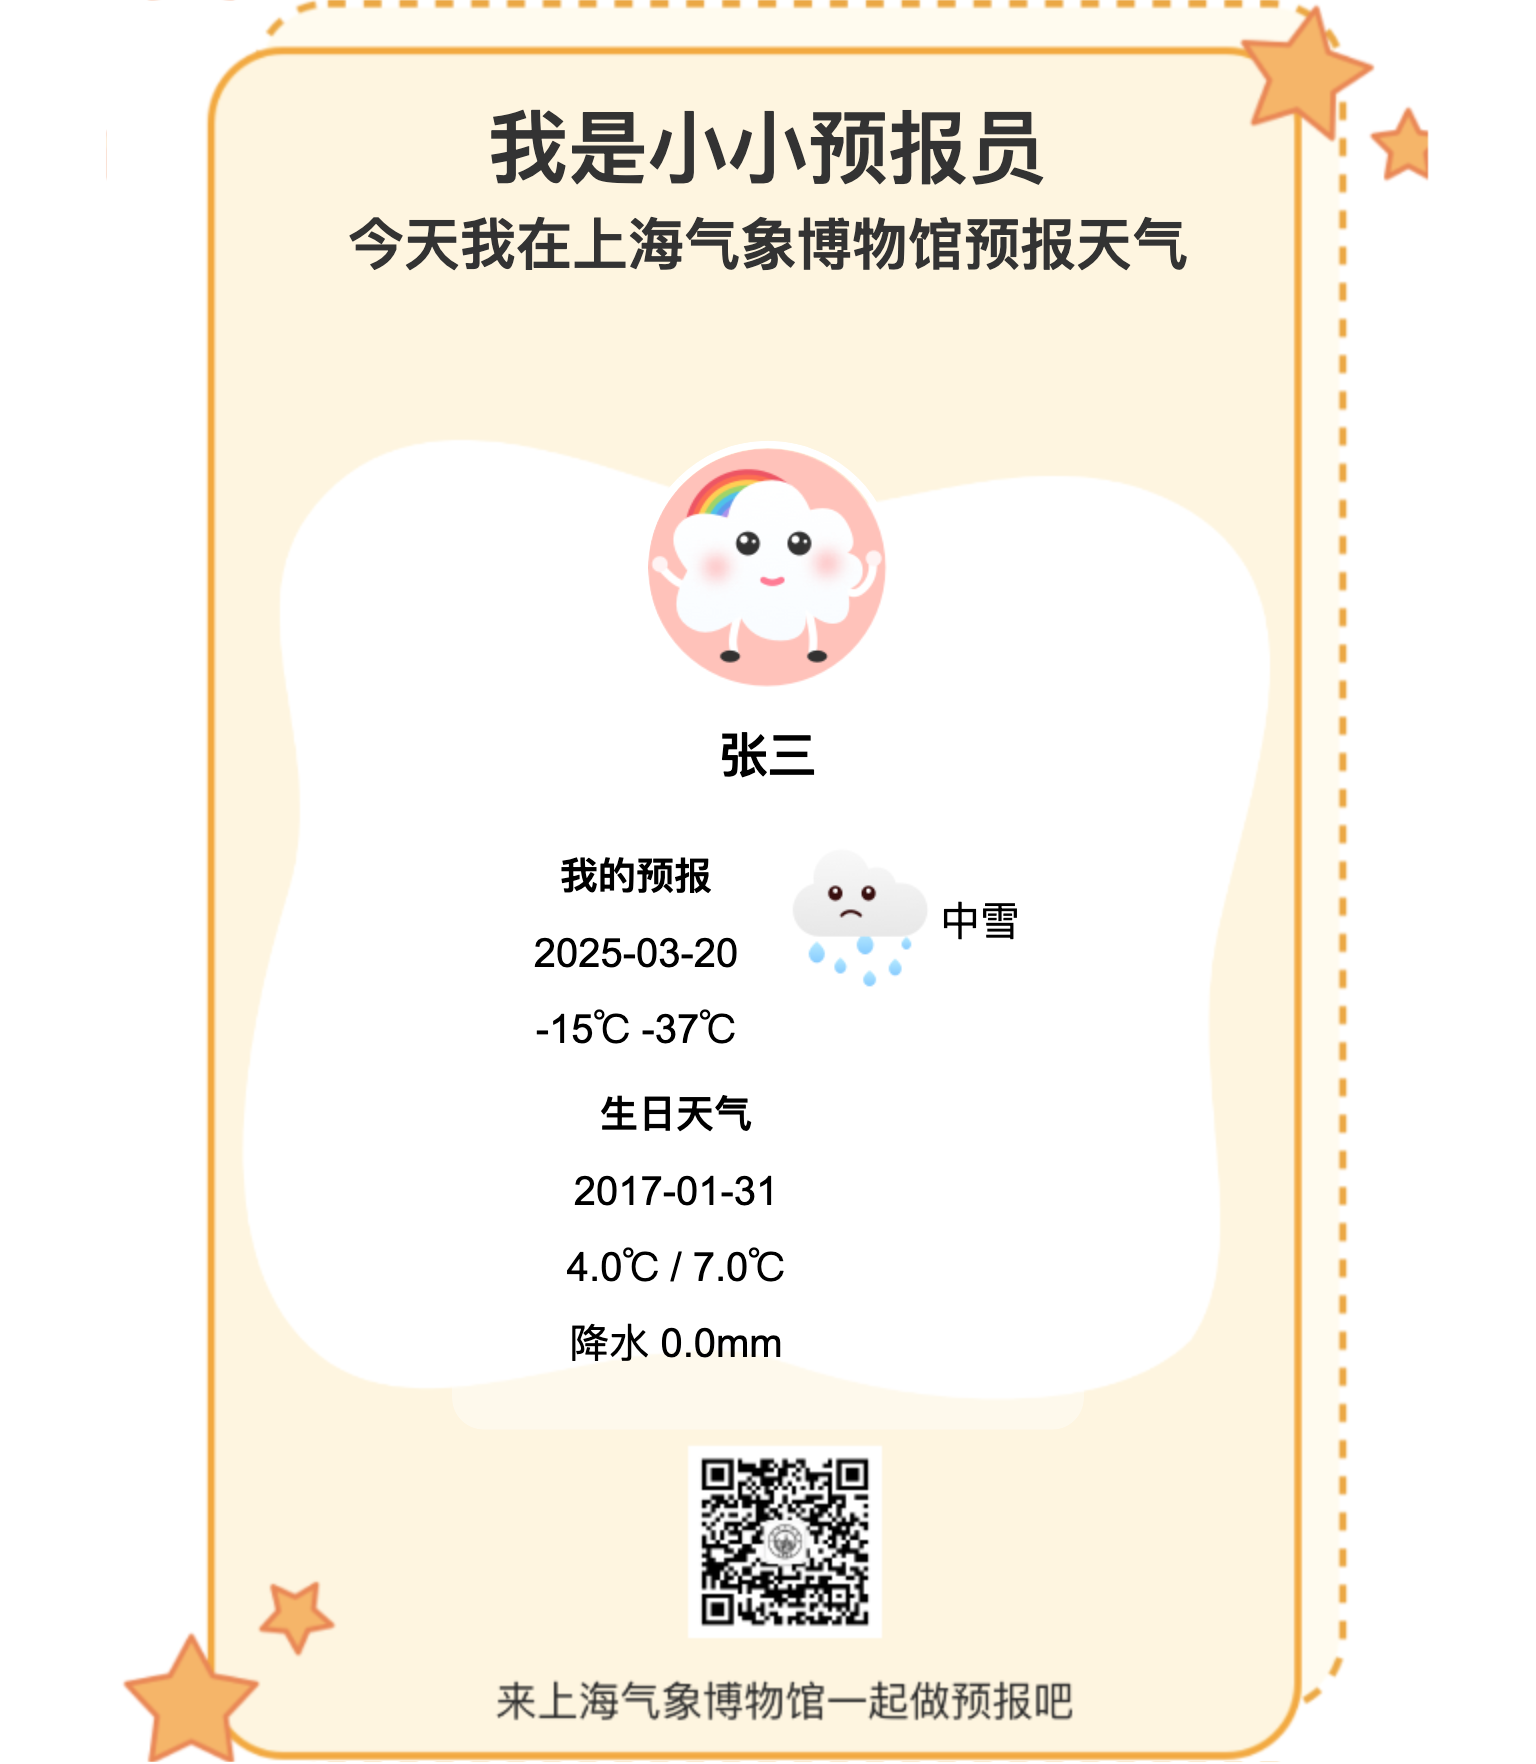 我是小小预报员
今天我在上海气象博物馆预报天气
张三
我的预报
2025-03-20
-15℃ -37℃
中雪
生日天气
2017-01-31
4.0℃ / 7.0℃
降水 0.0mm
来上海气象博物馆一起做预报吧